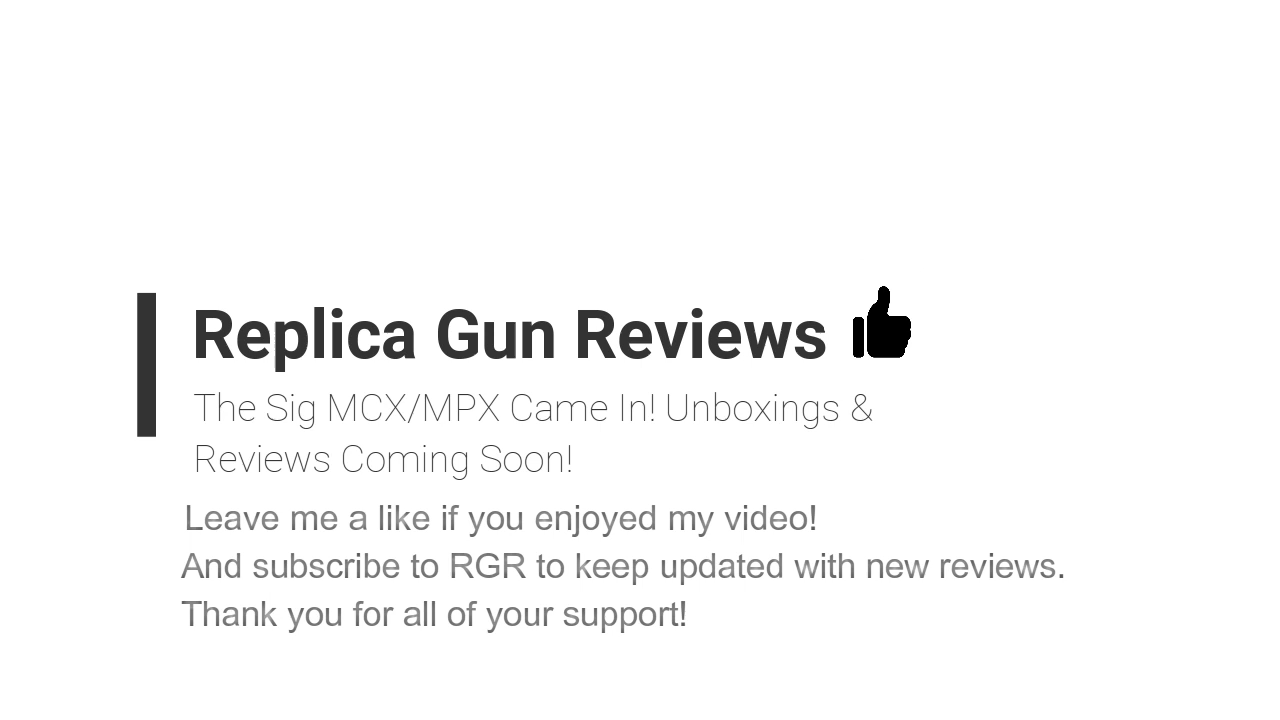 Replica Gun Reviews
The Sig MCX/MPX Came In! Unboxings &
Reviews Coming Soon!
Leave me a like if you enjoyed my video!
And subscribe to RGR to keep updated with new reviews.
Thank you for all of your support!